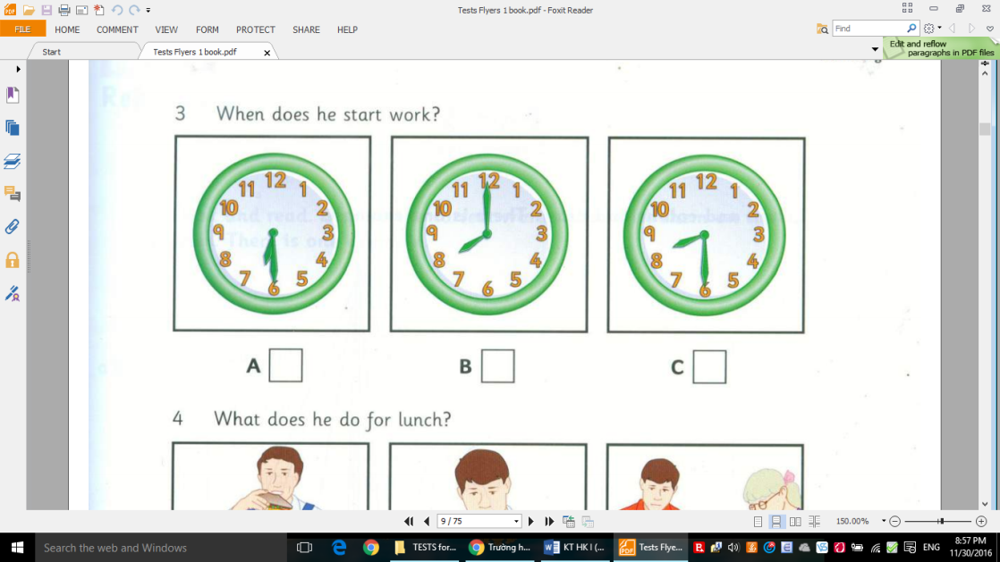 Tests Flyers 1 book.pdf - Foxit Reader
FILE HOME COMMENT VIEW FORM PROTECT SHARE HELP
Find
Edit and reflow
paragraphs in PDF files
Start Tests Flyers 1 book.pdf
3 When does he start work?
12 1 2 3 4 5 6 7 8 9 10 11
12 1 2 3 4 5 6 7 8 9 10 11
12 1 2 3 4 5 6 7 8 9 10 11
A B C
4 What does he do for lunch?
9 / 75
150.00%
Search the web and Windows
TESTS for...
Trường h...
KT HK I (...
Tests Flye...
ENG
8:57 PM
11/30/2016